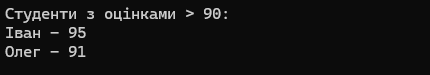 Студенти з оцінками > 90:
Іван – 95
Олег – 91